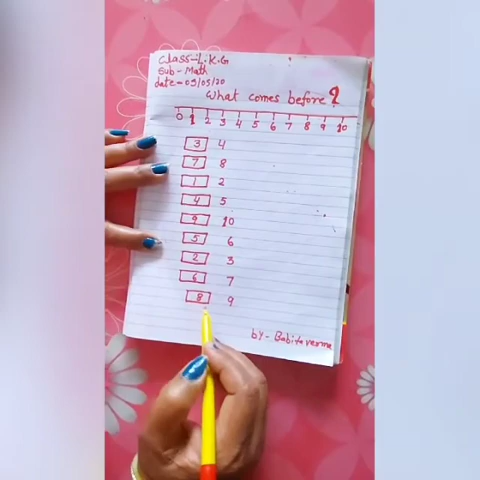 Class-L.K.G
Sub-Math
date-09/05/20
What comes before?
0 1 2 3 4 5 6 7 8 9 10
3 4
7 8
1 2
4 5
9 10
5 6
2 3
6 7
8 9
by-Babita verma